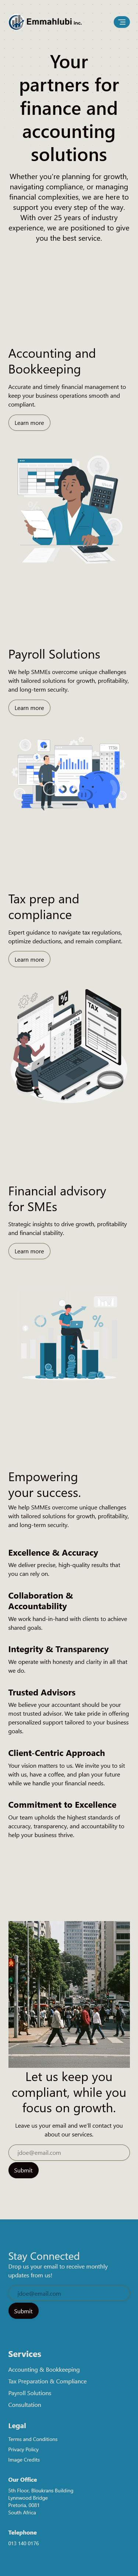 Emmahlubi Inc.
Your
partners for
finance and
accounting
solutions
Whether you're planning for growth,
navigating compliance, or managing
financial complexities, we are here to
support you every step of the way.
With over 25 years of industry
experience, we are positioned to give
you the best service.
Accounting and
Bookkeeping
Accurate and timely financial management to
keep your business operations smooth and
compliant.
Learn more
Payroll Solutions
We help SMMEs overcome unique challenges
with tailored solutions for growth, profitability,
and long-term security.
Learn more
Tax prep and
compliance
Expert guidance to navigate tax regulations,
optimize deductions, and maintain compliant.
Learn more
%
TAX
Financial advisory
for SMEs
Strategic insights to drive growth, profitability
and financial stability.
Learn more
%
Empowering
your success.
We help SMMEs overcome unique challenges
with tailored solutions for growth, profitability,
and long-term security.
Excellence & Accuracy
We deliver precise, high-quality results that
you can rely on.
Collaboration &
Accountability
We work hand-in-hand with clients to achieve
shared goals.
Integrity & Transparency
We operate with honesty and clarity in all that
we do.
Trusted Advisors
We believe your accountant should be your
most trusted advisor. We take pride in offering
personalized support tailored to your business
goals.
Client-Centric Approach
Your vision matters to us. We invite you to sit
with us, have a coffee, and plan your future
while we handle your financial needs.
Commitment to Excellence
Our team upholds the highest standards of
accuracy, transparency, and accountability to
help your business thrive.
Let us keep you
compliant, while you
focus on growth.
Leave us your email and we'll contact you
about our services.
jdoe@email.com
Submit
Stay Connected
Drop us your email to receive monthly
updates from us!
jdoe@email.com
Submit
Services
Accounting & Bookkeeping
Tax Preparation & Compliance
Payroll Solutions
Consultation
Legal
Terms and Conditions
Privacy Policy
Image Credits
Our Office
5th Floor, Bloukrans Building
Lynnwood Bridge
Pretoria, 0081
South Africa
Telephone
013 140 0176